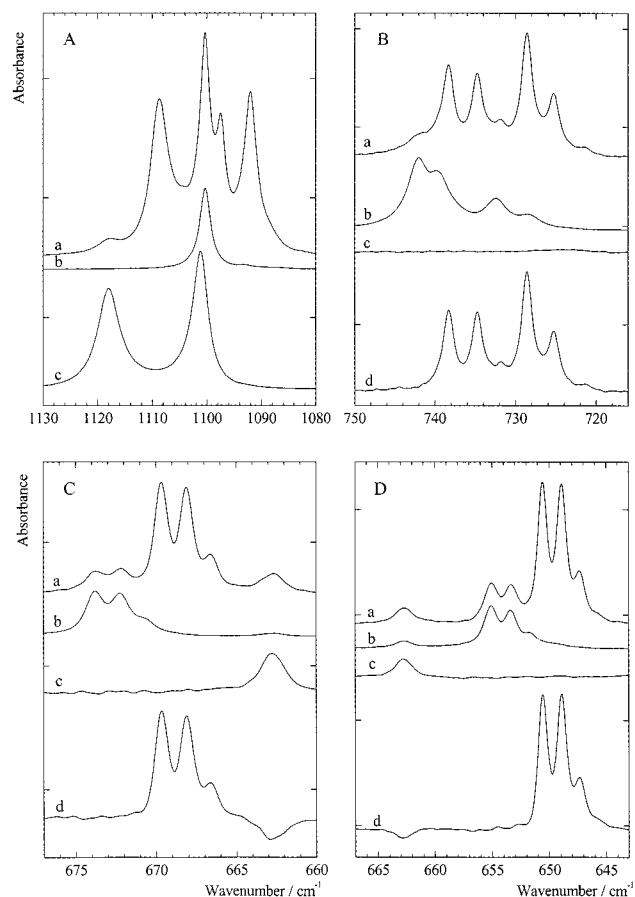 A
B
Absorbance
a
b
c
a
b
c
d
1130 1120 1110 1100 1090 1080
750 740 730 720
C
D
Absorbance
a
b
c
d
a
b
c
d
675 670 665 660
665 660 655 650 645
Wavenumber / cm-1
Wavenumber / cm-1